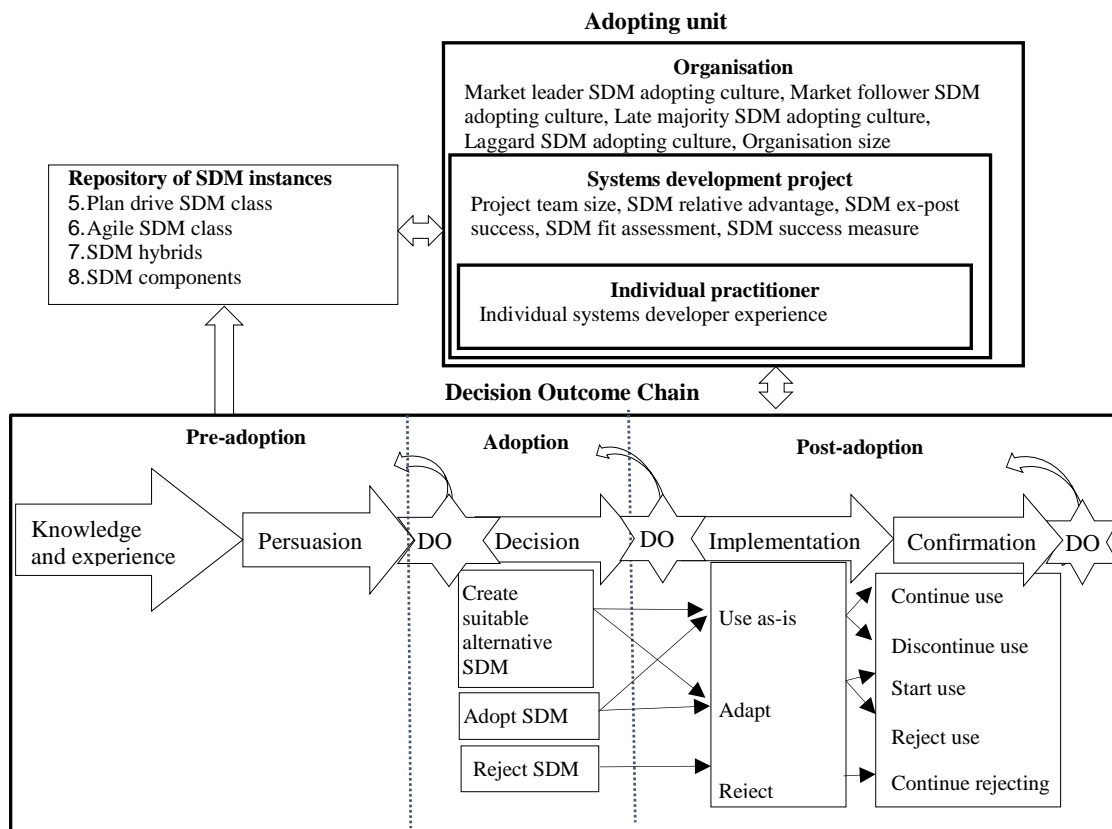 Adopting unit
Organisation
Market leader SDM adopting culture, Market follower SDM
adopting culture, Late majority SDM adopting culture,
Laggard SDM adopting culture, Organisation size
Repository of SDM instances
5.Plan drive SDM class
6.Agile SDM class
7.SDM hybrids
8.SDM components
Systems development project
Project team size, SDM relative advantage, SDM ex-post
success, SDM fit assessment, SDM success measure
Individual practitioner
Individual systems developer experience
Decision Outcome Chain
Pre-adoption
Adoption
Post-adoption
Knowledge
and experience
Persuasion
DO
Decision
DO
Implementation
Confirmation
DO
Create
suitable
alternative
SDM
Adopt SDM
Reject SDM
Use as-is
Adapt
Reject
Continue use
Discontinue use
Start use
Reject use
Continue rejecting